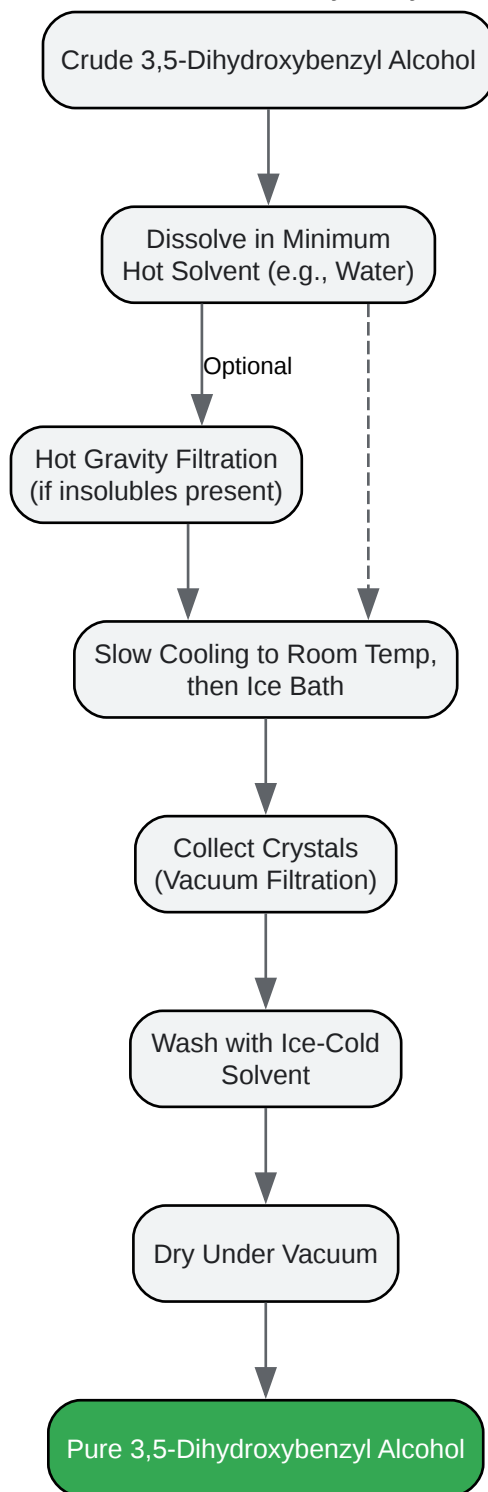 Crude 3,5-Dihydroxybenzyl Alcohol
Dissolve in Minimum
Hot Solvent (e.g., Water)
Optional
Hot Gravity Filtration
(if insolubles present)
Slow Cooling to Room Temp,
then Ice Bath
Collect Crystals
(Vacuum Filtration)
Wash with Ice-Cold
Solvent
Dry Under Vacuum
Pure 3,5-Dihydroxybenzyl Alcohol